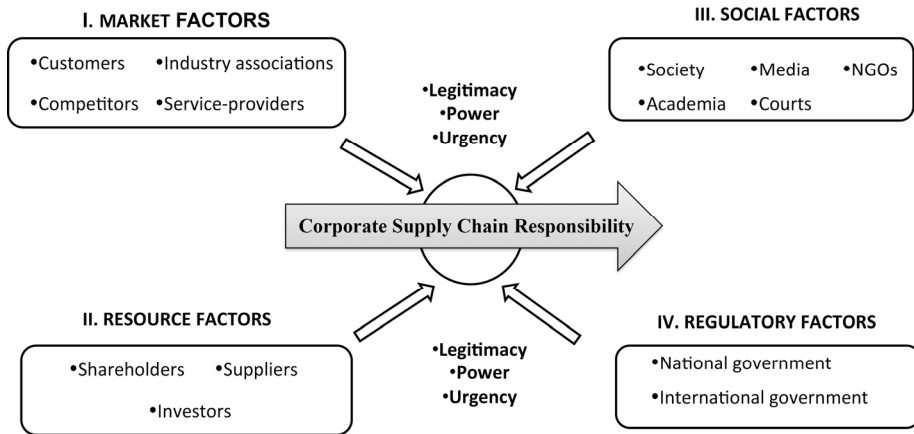 I. MARKET FACTORS
•Customers •Industry associations
•Competitors •Service-providers
III. SOCIAL FACTORS
•Society •Media •NGOs
•Academia •Courts
•Legitimacy
•Power
•Urgency
Corporate Supply Chain Responsibility
II. RESOURCE FACTORS
•Shareholders •Suppliers
•Investors
•Legitimacy
•Power
•Urgency
IV. REGULATORY FACTORS
•National government
•International government